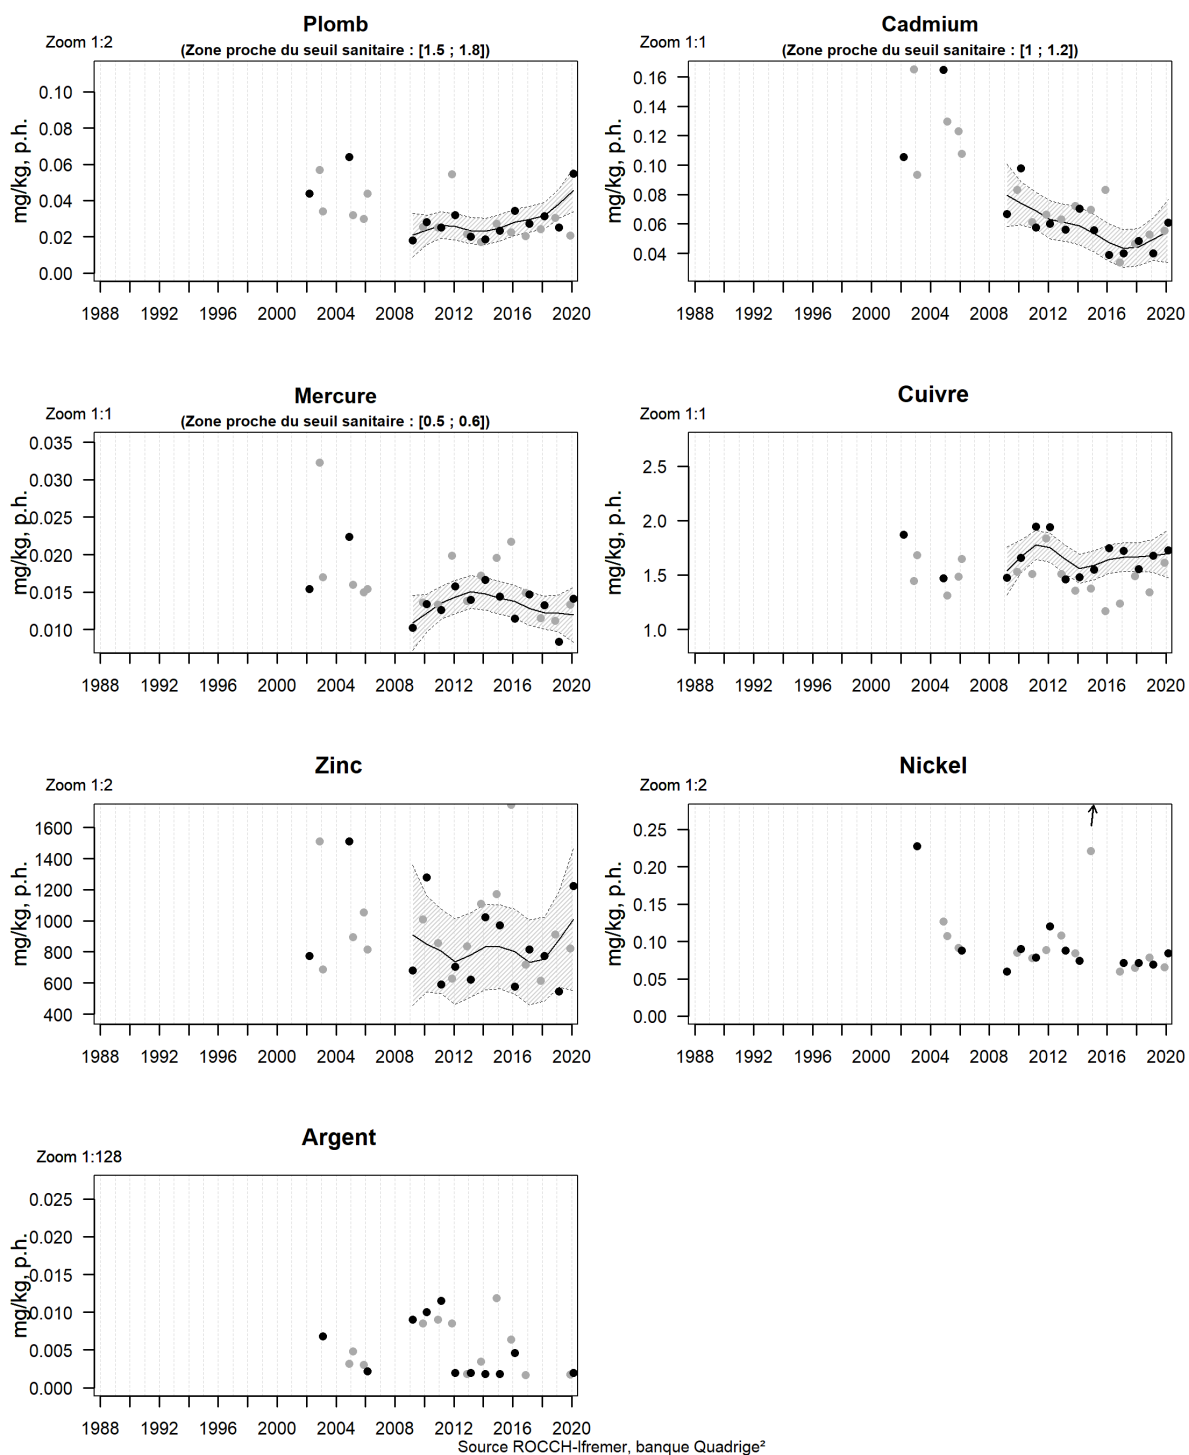 Plomb
Zoom 1:2
(Zone proche du seuil sanitaire : [1.5 ; 1.8])
mg/kg, p.h.
0.10
0.08
0.06
0.04
0.02
0.00
1988 1992 1996 2000 2004 2008 2012 2016 2020
Cadmium
Zoom 1:1
(Zone proche du seuil sanitaire : [1 ; 1.2])
mg/kg, p.h.
0.16
0.14
0.12
0.10
0.08
0.06
0.04
1988 1992 1996 2000 2004 2008 2012 2016 2020
Mercure
Zoom 1:1
(Zone proche du seuil sanitaire : [0.5 ; 0.6])
mg/kg, p.h.
0.035
0.030
0.025
0.020
0.015
0.010
1988 1992 1996 2000 2004 2008 2012 2016 2020
Cuivre
Zoom 1:1
mg/kg, p.h.
2.5
2.0
1.5
1.0
1988 1992 1996 2000 2004 2008 2012 2016 2020
Zinc
Zoom 1:2
mg/kg, p.h.
1600
1400
1200
1000
800
600
400
1988 1992 1996 2000 2004 2008 2012 2016 2020
Nickel
Zoom 1:2
mg/kg, p.h.
0.25
0.20
0.15
0.10
0.05
0.00
1988 1992 1996 2000 2004 2008 2012 2016 2020
Argent
Zoom 1:128
mg/kg, p.h.
0.025
0.020
0.015
0.010
0.005
0.000
1988 1992 1996 2000 2004 2008 2012 2016 2020
Source ROCCH-Ifremer, banque Quadrige²